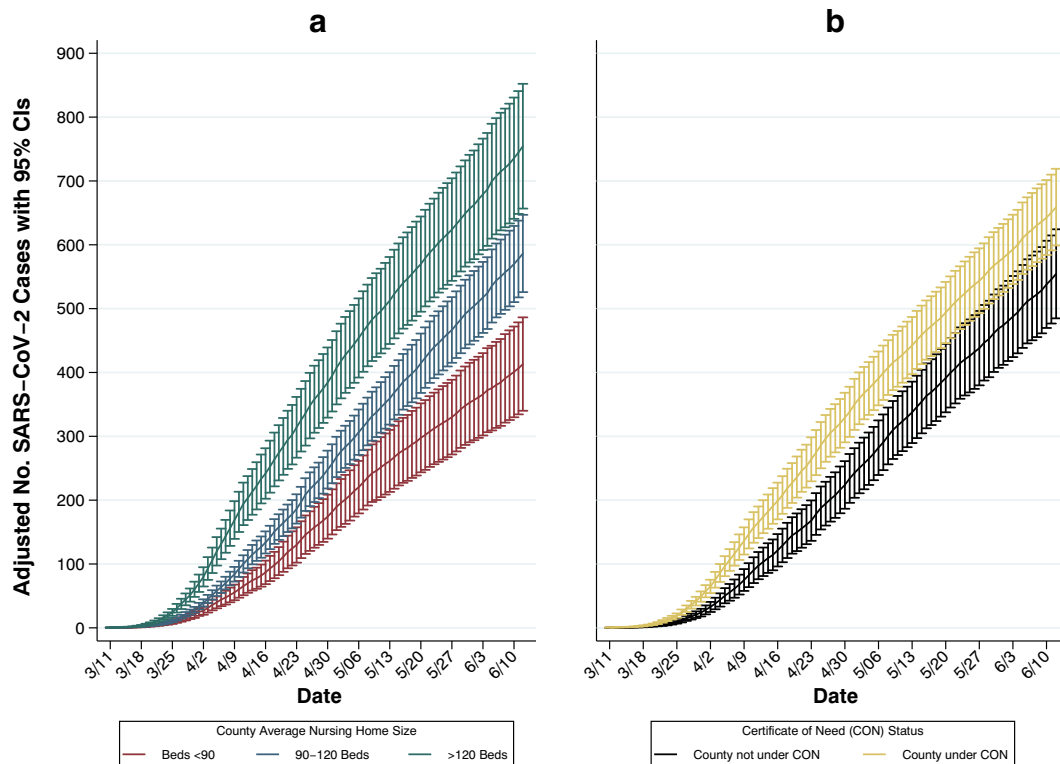 a
b
Adjusted No. SARS−CoV−2 Cases with 95% CIs
900
800
700
600
500
400
300
200
100
0
3/11 3/18 3/25 4/2 4/9 4/16 4/23 4/30 5/06 5/13 5/20 5/27 6/3 6/10
3/11 3/18 3/25 4/2 4/9 4/16 4/23 4/30 5/06 5/13 5/20 5/27 6/3 6/10
Date
Date
County Average Nursing Home Size
Beds <90 90−120 Beds >120 Beds
Certificate of Need (CON) Status
County not under CON County under CON